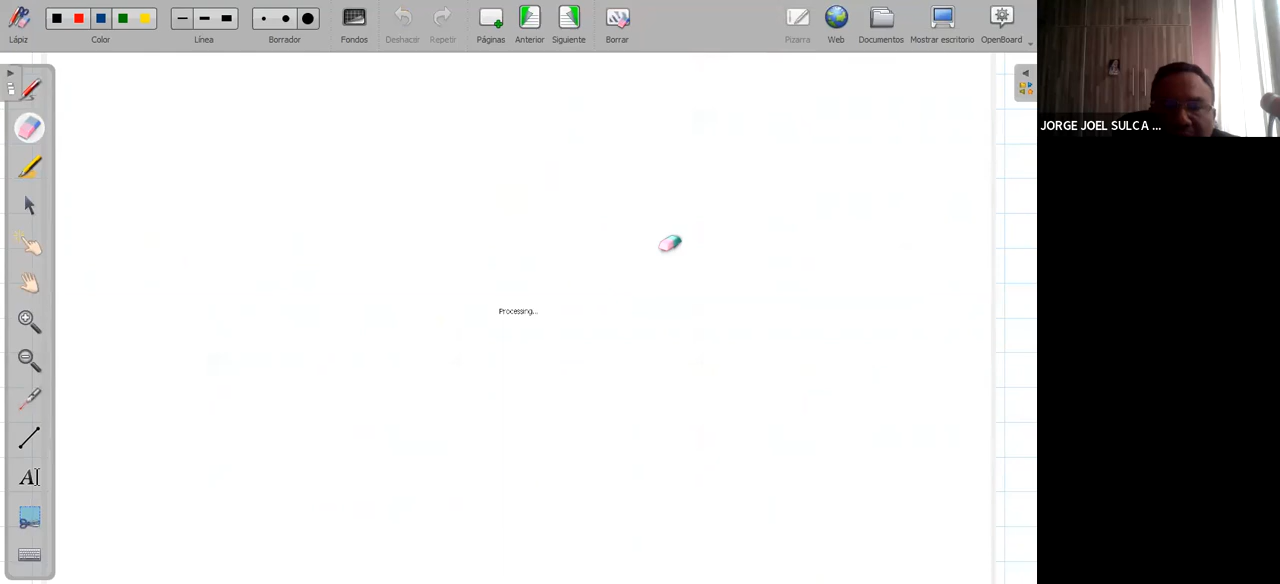 Lápiz
Color
Línea
Borrador
Fondos
Deshacer
Repetir
Páginas
Anterior
Siguiente
Borrar
Pizarra
Web
Documentos
Mostrar escritorio
OpenBoard
JORGE JOEL SULCA ...
Processing...
A